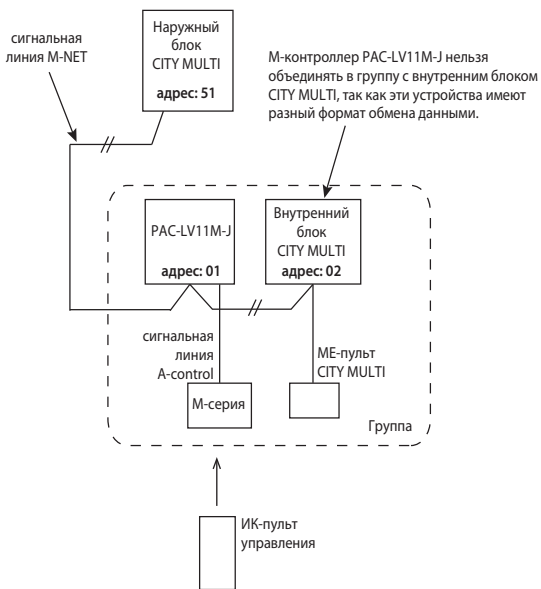 сигнальная
линия M-NET
Наружный
блок
CITY MULTI
адрес: 51
М-контроллер PAC-LV11M-J нельзя
объединять в группу с внутренним блоком
CITY MULTI, так как эти устройства имеют
разный формат обмена данными.
PAC-LV11M-J
адрес: 01
Внутренний
блок
CITY MULTI
адрес: 02
сигнальная
линия
A-control
М-серия
МЕ-пульт
CITY MULTI
Группа
ИК-пульт
управления